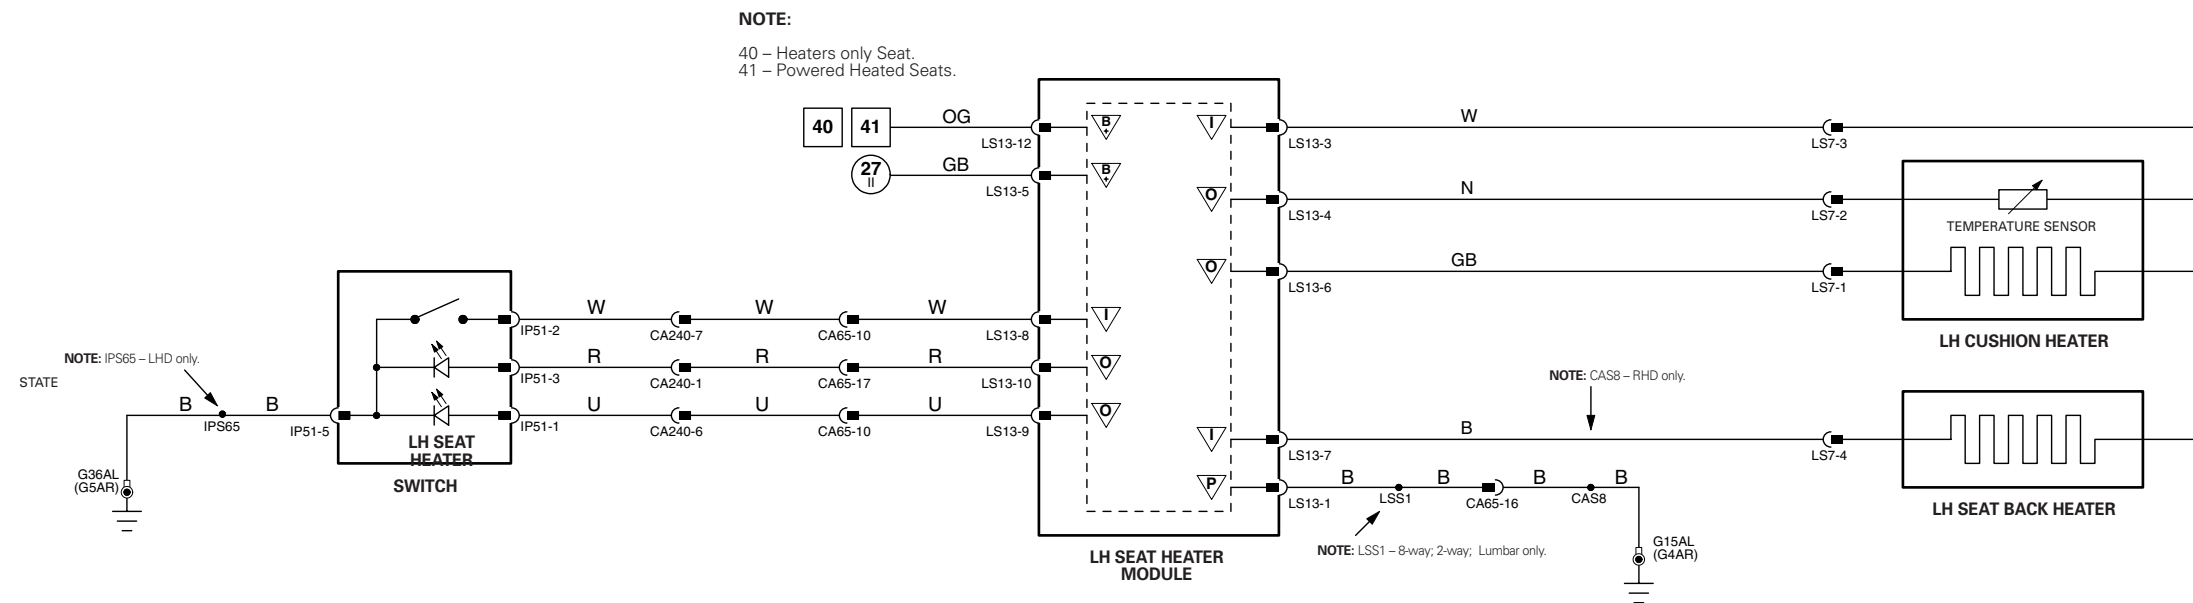 NOTE:
40 – Heaters only Seat.
41 – Powered Heated Seats.
40 41 OG LS13-12 B+
27 II GB LS13-5 B+
I LS13-3 W LS7-3
O LS13-4 N LS7-2
TEMPERATURE SENSOR
O LS13-6 GB LS7-1
LH CUSHION HEATER
IP51-2 W CA240-7 W CA65-10 W LS13-8 I
IP51-3 R CA240-1 R CA65-17 R LS13-10 O
IP51-1 U CA240-6 U CA65-10 U LS13-9 O
NOTE: IPS65 – LHD only.
STATE
B IPS65 B IP51-5
G36AL
(G5AR)
LH SEAT
HEATER
SWITCH
NOTE: CAS8 – RHD only.
I LS13-7 B LS7-4
P LS13-1 B LSS1 B CA65-16 B CAS8 B
NOTE: LSS1 – 8-way; 2-way; Lumbar only.
G15AL
(G4AR)
LH SEAT BACK HEATER
LH SEAT HEATER
MODULE